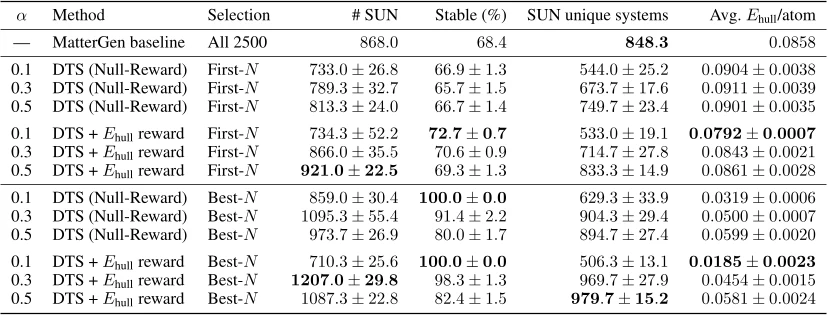 α Method Selection # SUN Stable (%) SUN unique systems Avg. E_hull/atom
— MatterGen baseline All 2500 868.0 68.4 848.3 0.0858
0.1 DTS (Null-Reward) First-N 733.0 ± 26.8 66.9 ± 1.3 544.0 ± 25.2 0.0904 ± 0.0038
0.3 DTS (Null-Reward) First-N 789.3 ± 32.7 65.7 ± 1.5 673.7 ± 17.6 0.0911 ± 0.0039
0.5 DTS (Null-Reward) First-N 813.3 ± 24.0 66.7 ± 1.4 749.7 ± 23.4 0.0901 ± 0.0035
0.1 DTS + E_hull reward First-N 734.3 ± 52.2 72.7 ± 0.7 533.0 ± 19.1 0.0792 ± 0.0007
0.3 DTS + E_hull reward First-N 866.0 ± 35.5 70.6 ± 0.9 714.7 ± 27.8 0.0843 ± 0.0021
0.5 DTS + E_hull reward First-N 921.0 ± 22.5 69.3 ± 1.3 833.3 ± 14.9 0.0861 ± 0.0028
0.1 DTS (Null-Reward) Best-N 859.0 ± 30.4 100.0 ± 0.0 629.3 ± 33.9 0.0319 ± 0.0006
0.3 DTS (Null-Reward) Best-N 1095.3 ± 55.4 91.4 ± 2.2 904.3 ± 29.4 0.0500 ± 0.0007
0.5 DTS (Null-Reward) Best-N 973.7 ± 26.9 80.0 ± 1.7 894.7 ± 27.4 0.0599 ± 0.0020
0.1 DTS + E_hull reward Best-N 710.3 ± 25.6 100.0 ± 0.0 506.3 ± 13.1 0.0185 ± 0.0023
0.3 DTS + E_hull reward Best-N 1207.0 ± 29.8 98.3 ± 1.3 969.7 ± 27.9 0.0454 ± 0.0015
0.5 DTS + E_hull reward Best-N 1087.3 ± 22.8 82.4 ± 1.5 979.7 ± 15.2 0.0581 ± 0.0024